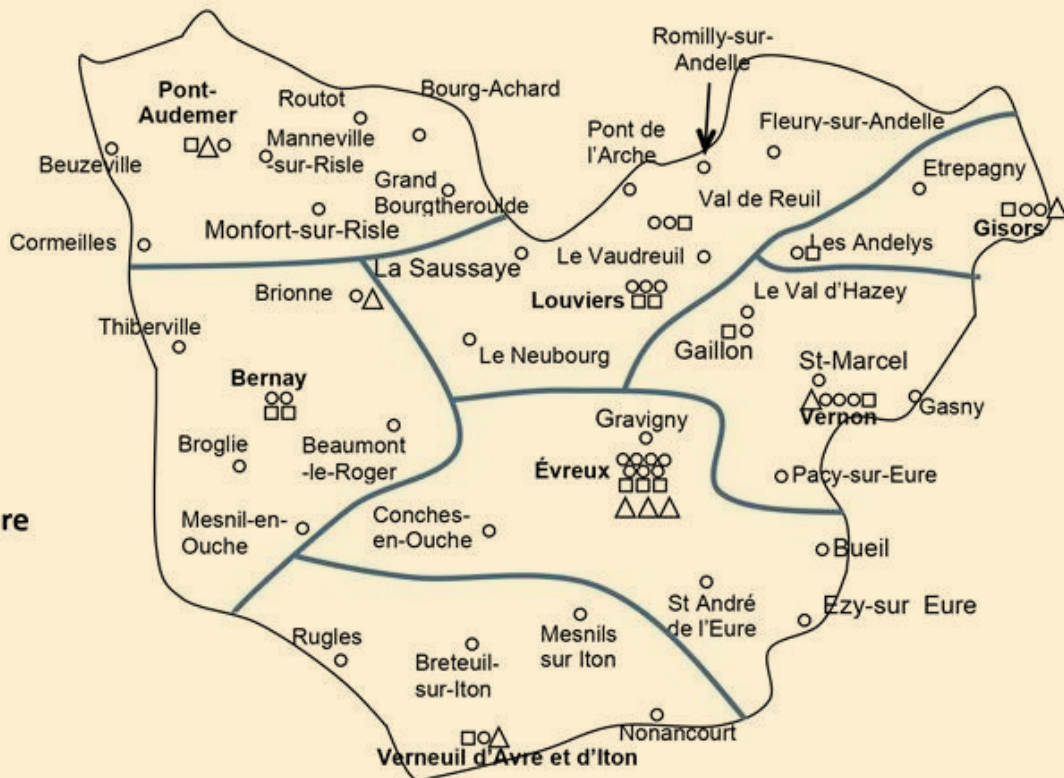 Romilly-sur-
Andelle
Pont-
Audemer
Routot
Bourg-Achard
Fleury-sur-Andelle
Pont de
l'Arche
Manneville
-sur-Risle
Beuzeville
Etrepagny
Grand
Bourgtheroulde
Val de Reuil
Gisors
Monfort-sur-Risle
Cormeilles
Les Andelys
Le Vaudreuil
La Saussaye
Brionne
Louviers
Le Val d'Hazey
Thiberville
Le Neubourg
Gaillon
St-Marcel
Bernay
Gasny
Vernon
Gravigny
Broglie
Beaumont
-le-Roger
Évreux
Pacy-sur-Eure
re
Mesnil-en-
Ouche
Conches-
en-Ouche
Bueil
St André
de l'Eure
Ezy-sur Eure
Rugles
Mesnils
sur Iton
Breteuil-
sur-Iton
Nonancourt
Verneuil d'Avre et d'Iton